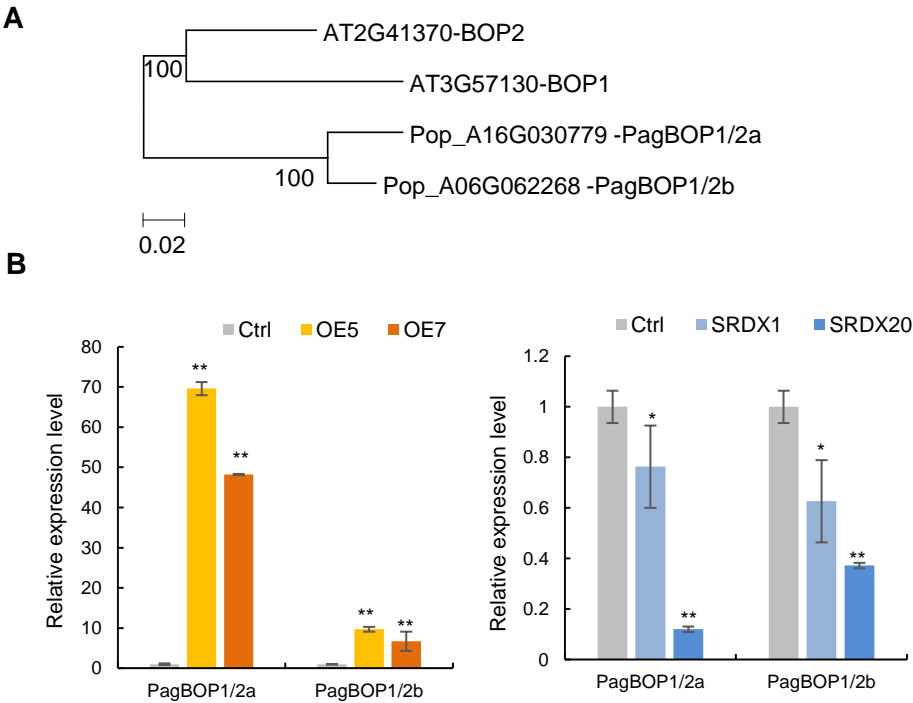 A
AT2G41370-BOP2
100
AT3G57130-BOP1
Pop_A16G030779 -PagBOP1/2a
100
Pop_A06G062268 -PagBOP1/2b
0.02
B
Ctrl OE5 OE7
Relative expression level
80
70
60
50
40
30
20
10
0
**
**
**
**
PagBOP1/2a PagBOP1/2b
Ctrl SRDX1 SRDX20
Relative expression level
1.2
1
0.8
0.6
0.4
0.2
0
*
**
*
**
PagBOP1/2a PagBOP1/2b